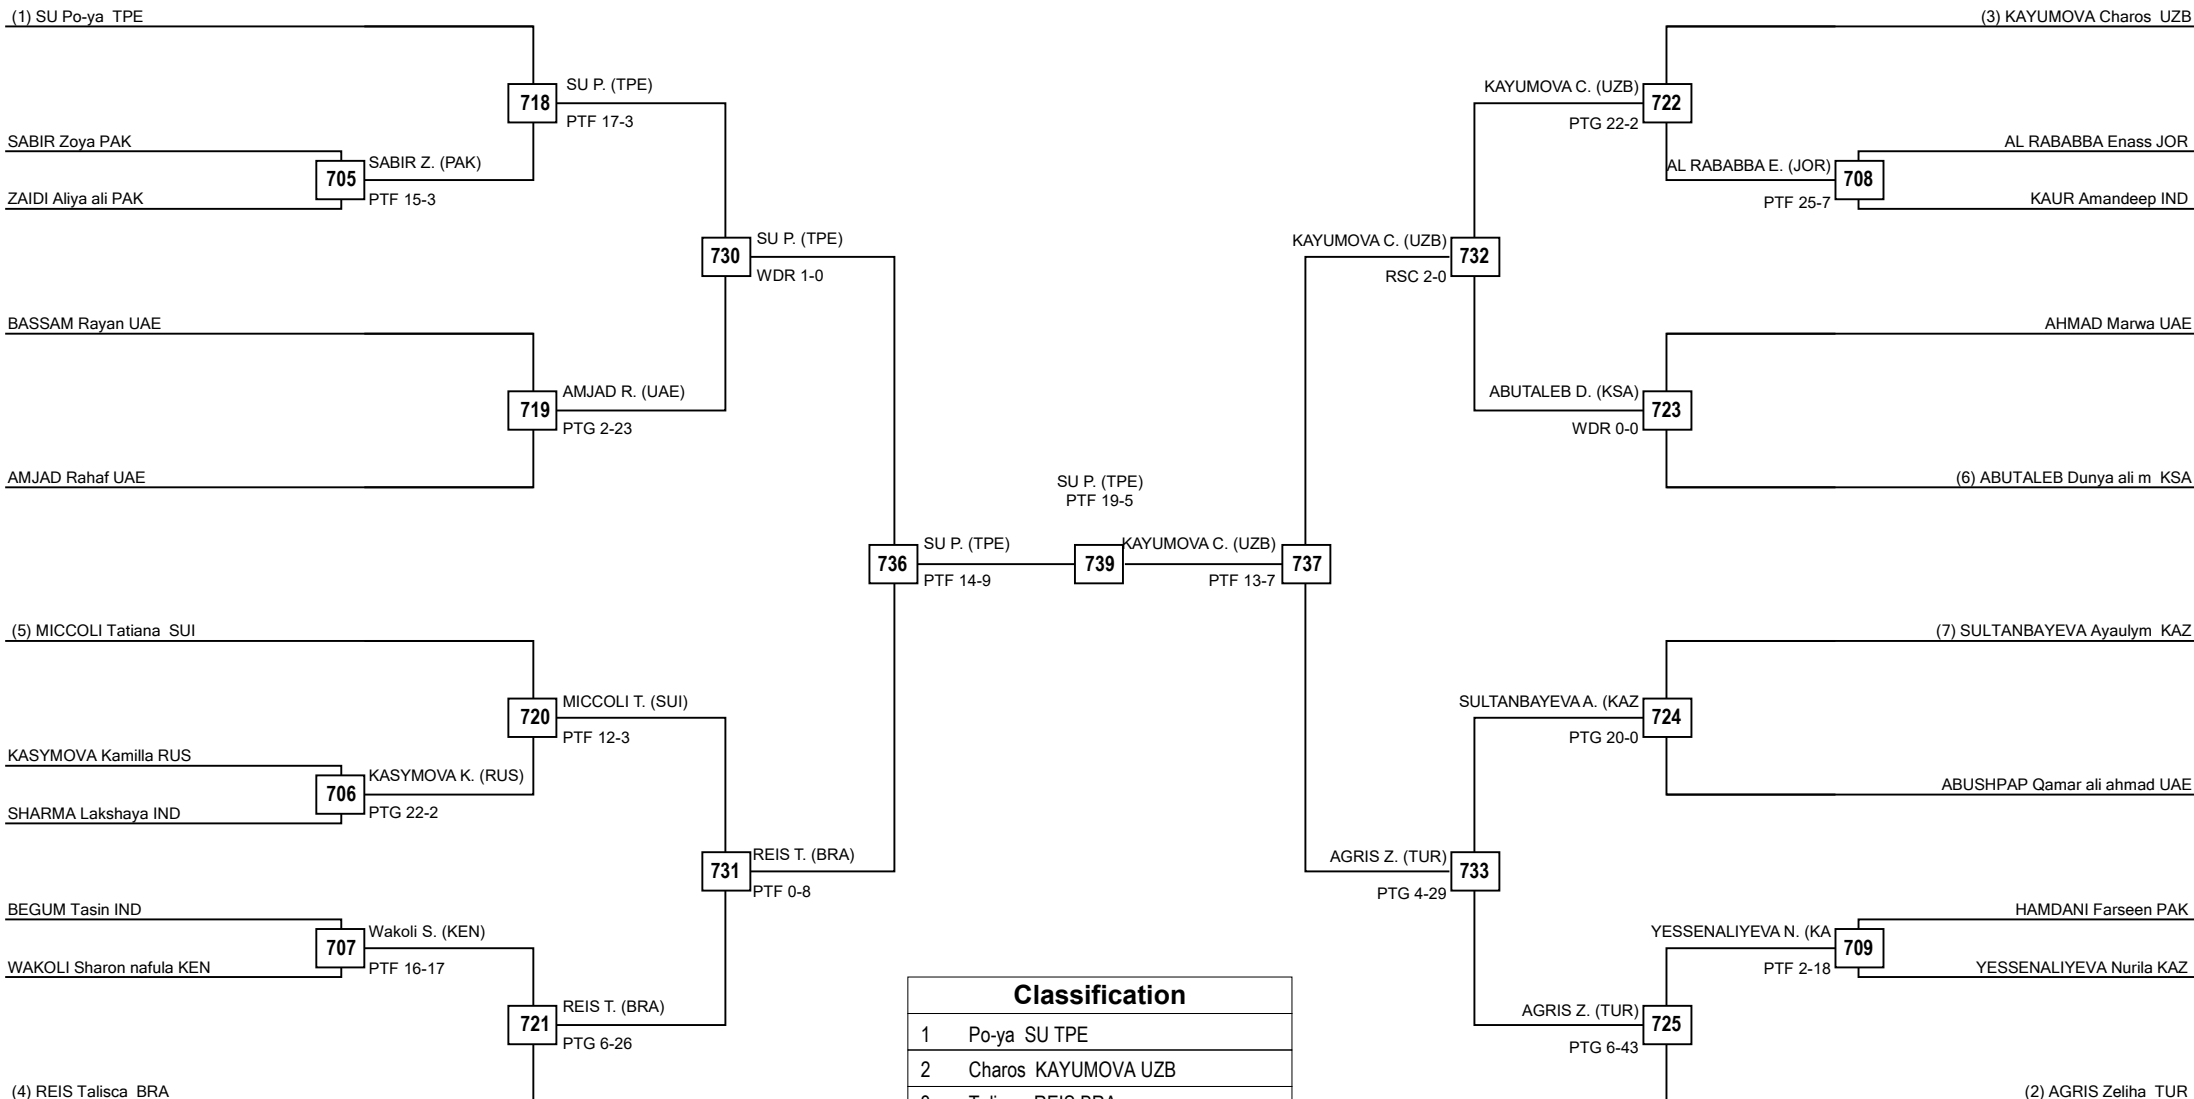 (1) SU Po-ya TPE
SU P. (TPE)
718
PTF 17-3
SABIR Zoya PAK
SABIR Z. (PAK)
705
ZAIDI Aliya ali PAK
PTF 15-3
SU P. (TPE)
730
WDR 1-0
BASSAM Rayan UAE
AMJAD R. (UAE)
719
PTG 2-23
AMJAD Rahaf UAE
SU P. (TPE)
736
PTF 14-9
(5) MICCOLI Tatiana SUI
MICCOLI T. (SUI)
720
PTF 12-3
KASYMOVA Kamilla RUS
KASYMOVA K. (RUS)
706
SHARMA Lakshaya IND
PTG 22-2
REIS T. (BRA)
731
PTF 0-8
BEGUM Tasin IND
Wakoli S. (KEN)
707
WAKOLI Sharon nafula KEN
PTF 16-17
REIS T. (BRA)
721
PTG 6-26
(4) REIS Talisca BRA
SU P. (TPE)
PTF 19-5
739
KAYUMOVA C. (UZB)
737
PTF 13-7
(3) KAYUMOVA Charos UZB
KAYUMOVA C. (UZB)
722
PTG 22-2
AL RABABBA Enass JOR
AL RABABBA E. (JOR)
708
PTF 25-7
KAUR Amandeep IND
KAYUMOVA C. (UZB)
732
RSC 2-0
AHMAD Marwa UAE
ABUTALEB D. (KSA)
723
WDR 0-0
(6) ABUTALEB Dunya ali m KSA
(7) SULTANBAYEVA Ayaulym KAZ
SULTANBAYEVA A. (KAZ
724
PTG 20-0
ABUSHPAP Qamar ali ahmad UAE
AGRIS Z. (TUR)
733
PTG 4-29
HAMDANI Farseen PAK
YESSENALIYEVA N. (KA
709
PTF 2-18
YESSENALIYEVA Nurila KAZ
AGRIS Z. (TUR)
725
PTG 6-43
(2) AGRIS Zeliha TUR
Classification
1 Po-ya SU TPE
2 Charos KAYUMOVA UZB